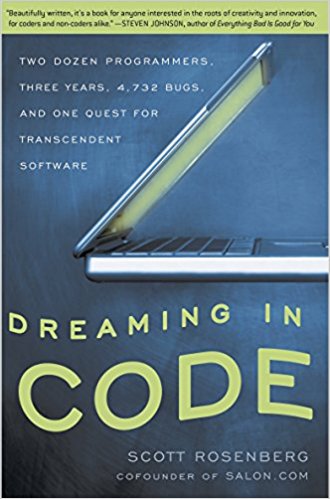 "Beautifully written, it's a book for anyone interested in the roots of creativity and innovation,
for coders and non-coders alike." —STEVEN JOHNSON, author of Everything Bad Is Good for You
TWO DOZEN PROGRAMMERS,
THREE YEARS, 4,732 BUGS,
AND ONE QUEST FOR
TRANSCENDENT
SOFTWARE
DREAMING IN
CODE
SCOTT ROSENBERG
COFOUNDER OF SALON.COM